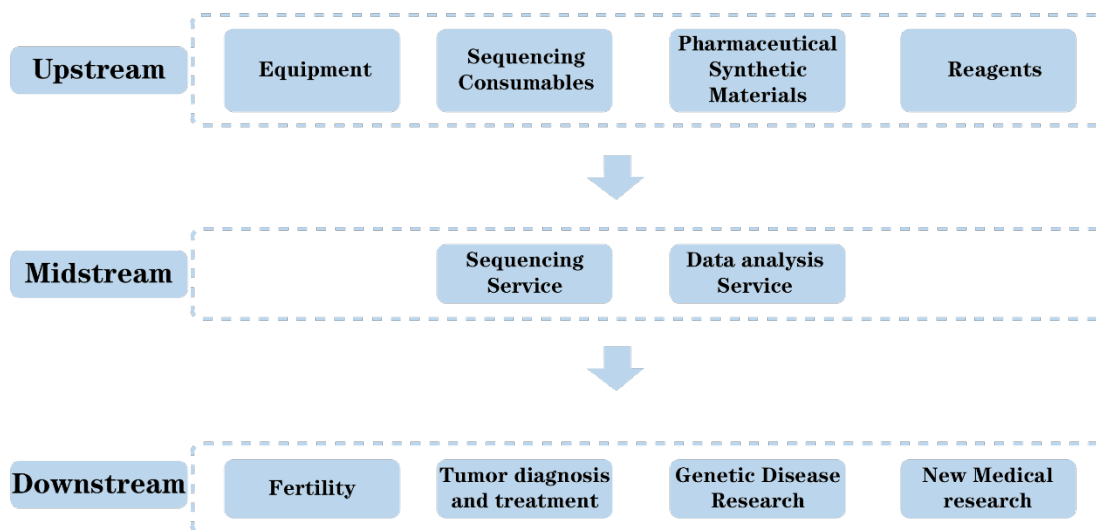 Upstream
Equipment
Sequencing
Consumables
Pharmaceutical
Synthetic
Materials
Reagents
Midstream
Sequencing
Service
Data analysis
Service
Downstream
Fertility
Tumor diagnosis
and treatment
Genetic Disease
Research
New Medical
research